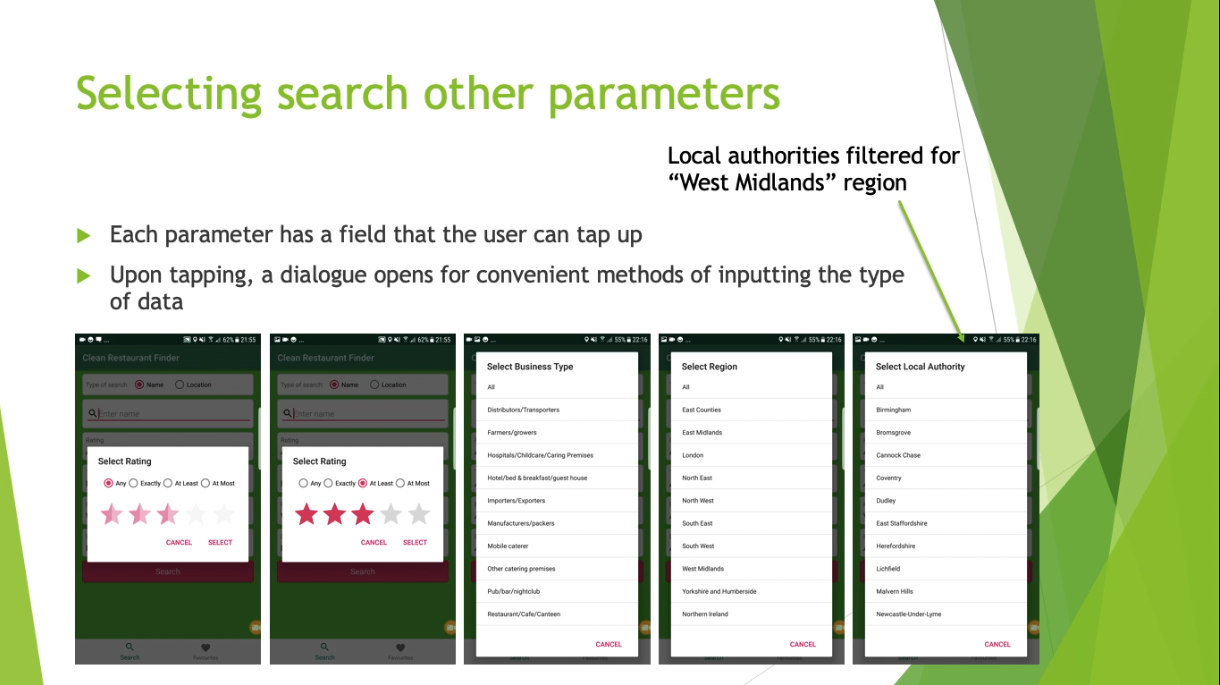 Selecting search other parameters
Local authorities filtered for
“West Midlands” region
Each parameter has a field that the user can tap up
Upon tapping, a dialogue opens for convenient methods of inputting the type
of data
... 62% 21:55
Clean Restaurant Finder
Type of search: Name Location
Enter name
Rating
Select Rating
Any Exactly At Least At Most
CANCEL SELECT
Search
Search Favourites
... 62% 21:55
Clean Restaurant Finder
Type of search: Name Location
Enter name
Rating
Select Rating
Any Exactly At Least At Most
CANCEL SELECT
Search
Search Favourites
... 55% 22:16
Select Business Type
All
Distributors/Transporters
Farmers/growers
Hospitals/Childcare/Caring Premises
Hotel/bed & breakfast/guest house
Importers/Exporters
Manufacturers/packers
Mobile caterer
Other catering premises
Pub/bar/nightclub
Restaurant/Cafe/Canteen
CANCEL
... 55% 22:16
Select Region
All
East Counties
East Midlands
London
North East
North West
South East
South West
West Midlands
Yorkshire and Humberside
Northern Ireland
CANCEL
... 55% 22:16
Select Local Authority
All
Birmingham
Bromsgrove
Cannock Chase
Coventry
Dudley
East Staffordshire
Herefordshire
Lichfield
Malvern Hills
Newcastle-Under-Lyme
CANCEL